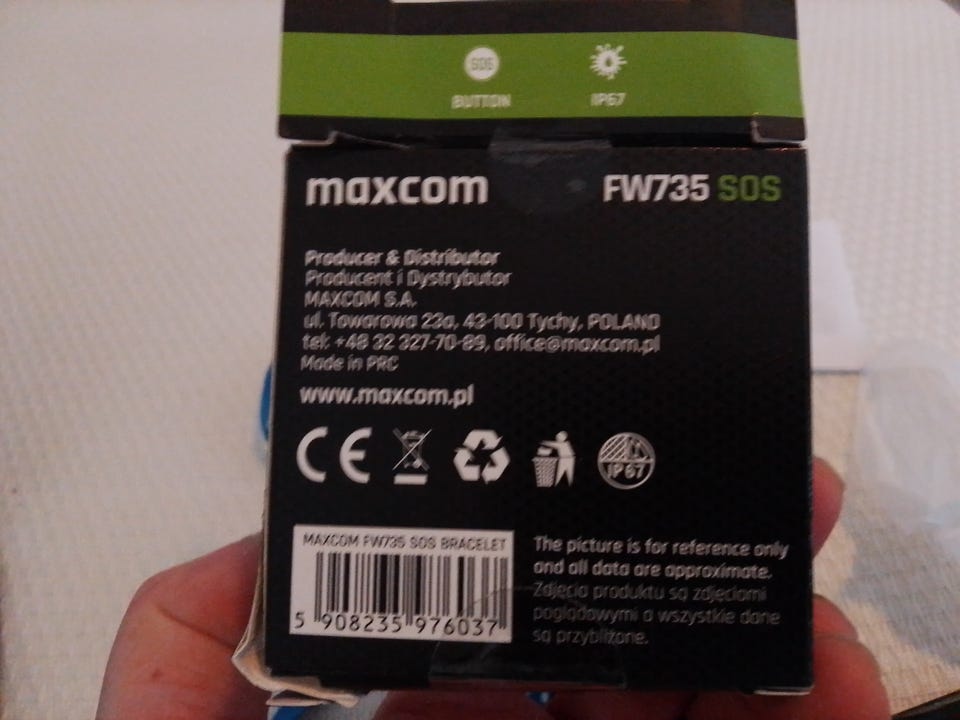 SOS
BUTTON
IP67
maxcom
FW735 SOS
Producer & Distributor
Producent i Dystrybutor
MAXCOM S.A.
ul. Towarowa 23a, 43-100 Tychy, POLAND
tel: +48 32 327-70-89, office@maxcom.pl
Made in PRC
www.maxcom.pl
CE
IP67
MAXCOM FW735 SOS BRACELET
5 908235 976037
The picture is for reference only
and all data are approximate.
Zdjęcia produktu są zdjęciami
poglądowymi a wszystkie dane
są przybliżone.